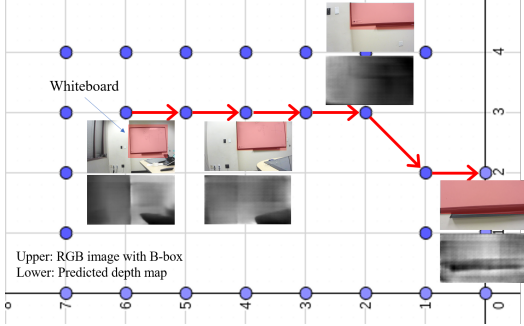 4
Whiteboard
3
2
1
Upper: RGB image with B-box
Lower: Predicted depth map
8 7 6 5 4 3 2 1 0